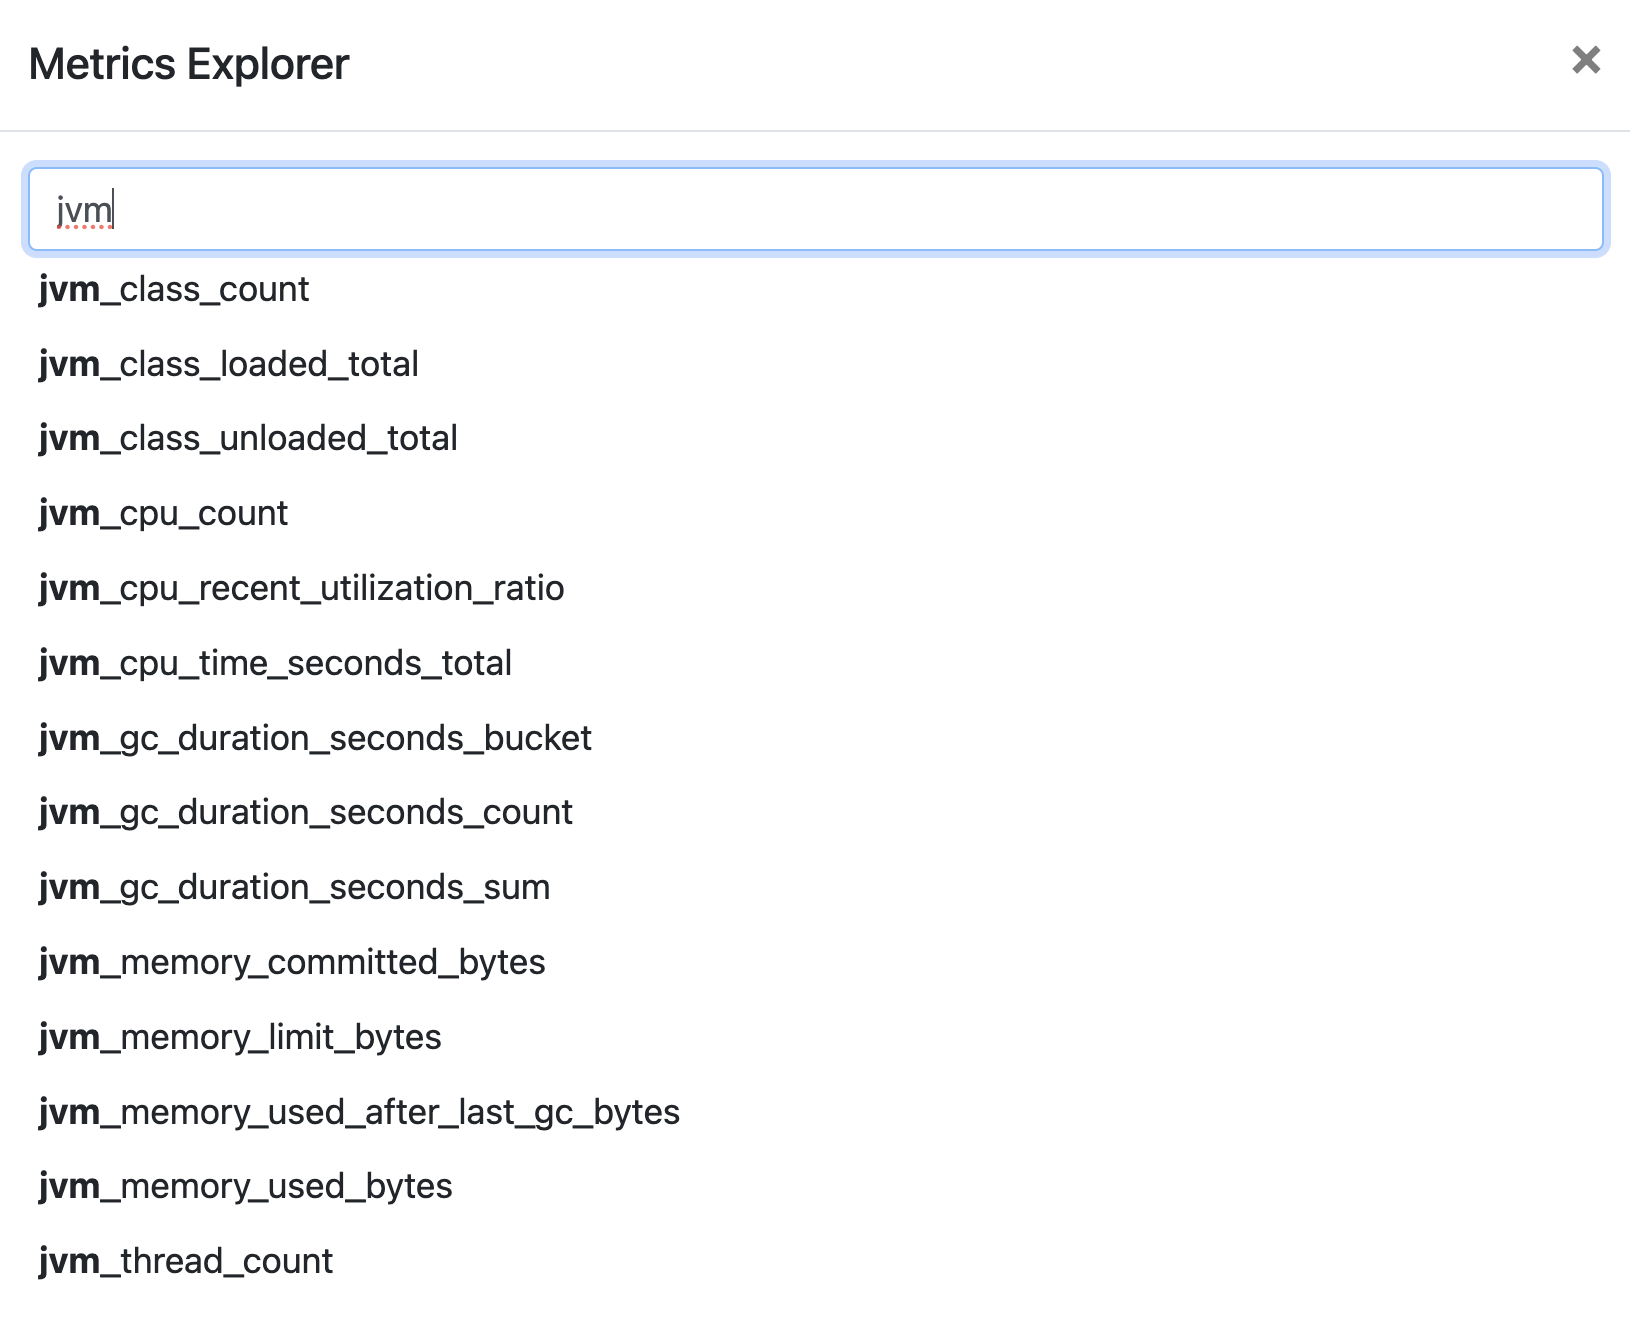 Metrics Explorer
jvm
jvm_class_count
jvm_class_loaded_total
jvm_class_unloaded_total
jvm_cpu_count
jvm_cpu_recent_utilization_ratio
jvm_cpu_time_seconds_total
jvm_gc_duration_seconds_bucket
jvm_gc_duration_seconds_count
jvm_gc_duration_seconds_sum
jvm_memory_committed_bytes
jvm_memory_limit_bytes
jvm_memory_used_after_last_gc_bytes
jvm_memory_used_bytes
jvm_thread_count